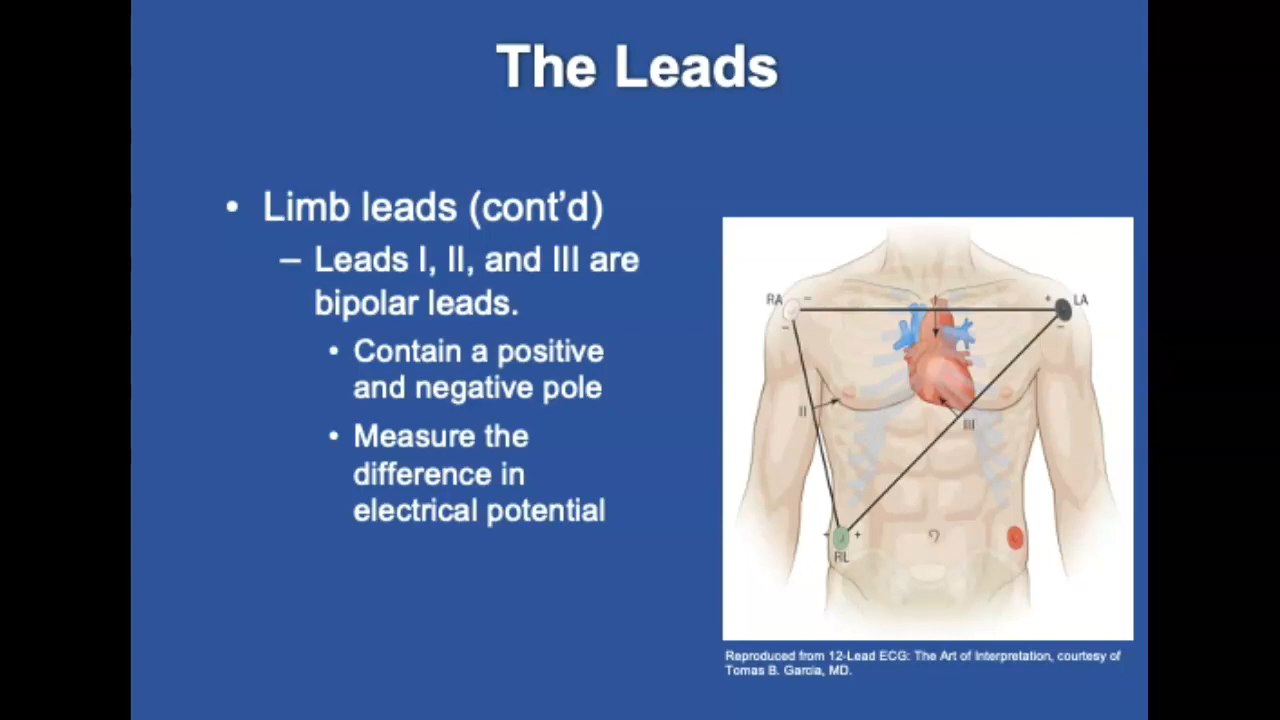 The Leads
• Limb leads (cont’d)
– Leads I, II, and III are
bipolar leads.
• Contain a positive
and negative pole
• Measure the
difference in
electrical potential
RA – + LA
– –
I
II
III
+ +
RL
Reproduced from 12-Lead ECG: The Art of Interpretation, courtesy of
Tomas B. Garcia, MD.